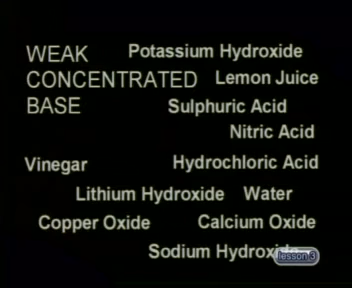 WEAK
CONCENTRATED
BASE
Potassium Hydroxide
Lemon Juice
Sulphuric Acid
Nitric Acid
Vinegar
Hydrochloric Acid
Lithium Hydroxide
Water
Copper Oxide
Calcium Oxide
Sodium Hydroxide
lesson 3